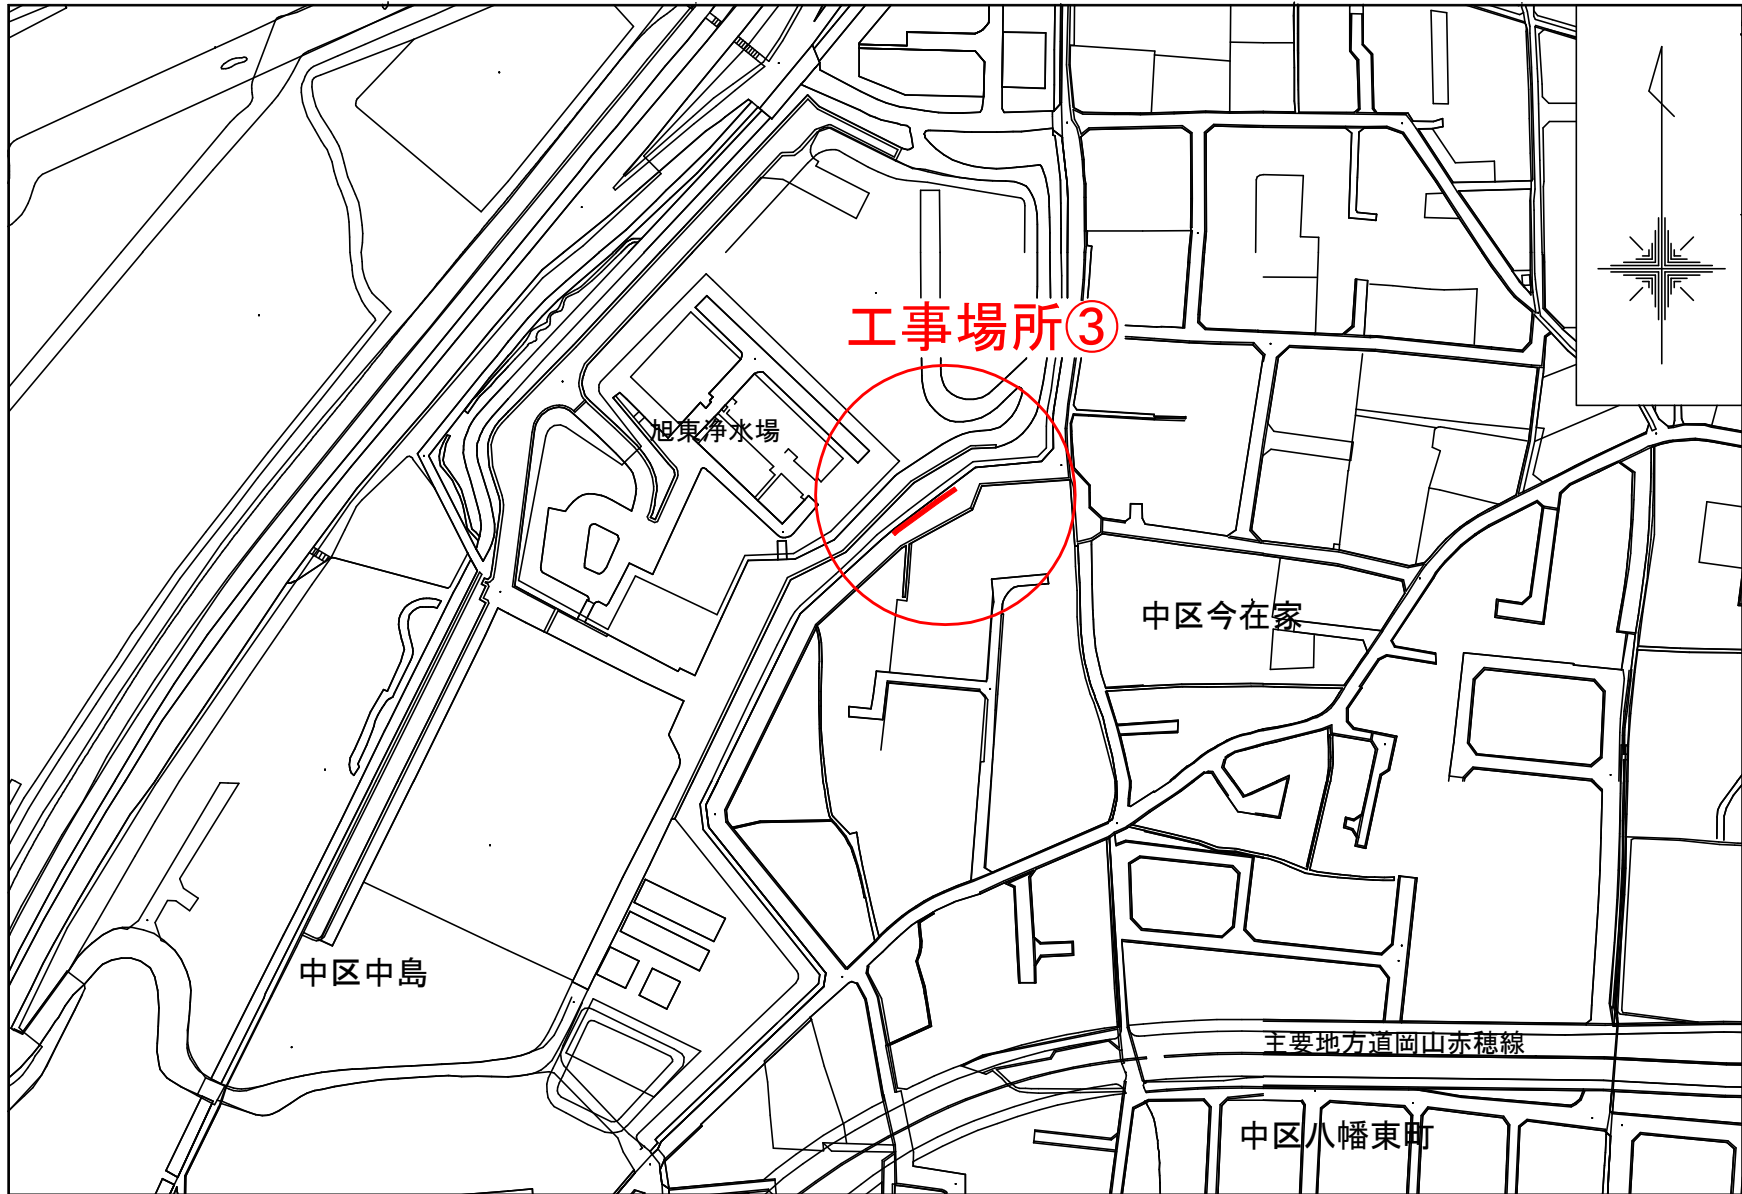 工事場所③
旭東浄水場
中区今在家
中区中島
主要地方道岡山赤穂線
中区八幡東町